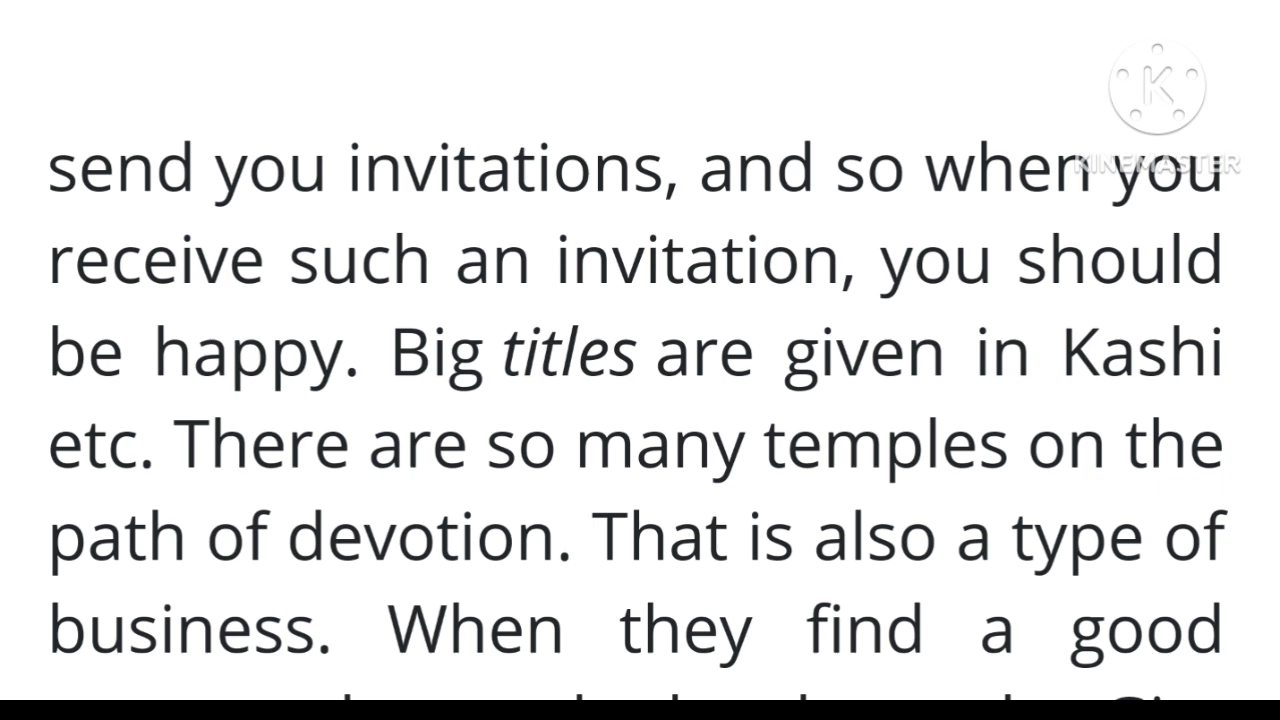 K
KINEMASTER
send you invitations, and so when you
receive such an invitation, you should
be happy. Big titles are given in Kashi
etc. There are so many temples on the
path of devotion. That is also a type of
business. When they find a good